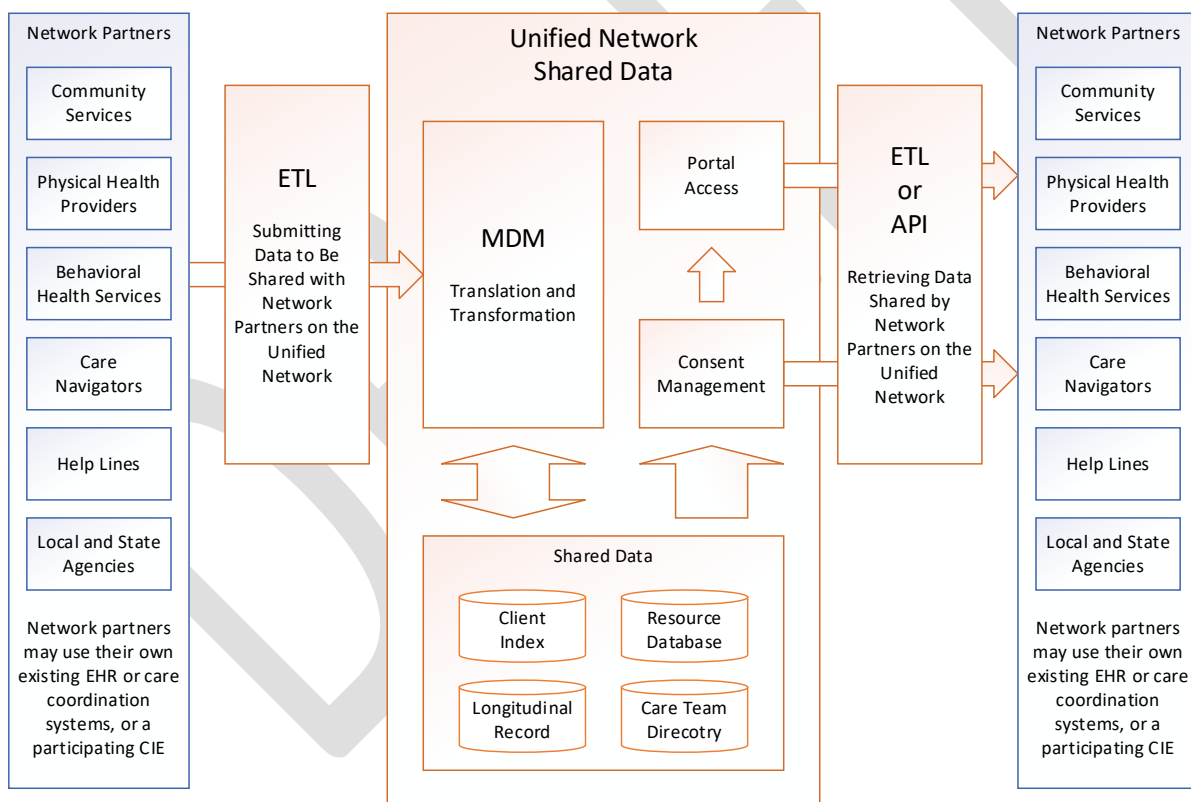 Network Partners
Community
Services
Physical Health
Providers
Behavioral
Health Services
Care
Navigators
Help Lines
Local and State
Agencies
Network partners
may use their own
existing EHR or care
coordination
systems, or a
participating CIE
ETL
Submitting
Data to Be
Shared with
Network
Partners on the
Unified
Network
Unified Network
Shared Data
MDM
Translation and
Transformation
Portal
Access
Consent
Management
Shared Data
Client
Index
Resource
Database
Longitudinal
Record
Care Team
Direcotry
ETL
or
API
Retrieving Data
Shared by
Network
Partners on the
Unified
Network
Network Partners
Community
Services
Physical Health
Providers
Behavioral
Health Services
Care
Navigators
Help Lines
Local and State
Agencies
Network partners
may use their own
existing EHR or care
coordination
systems, or a
participating CIE